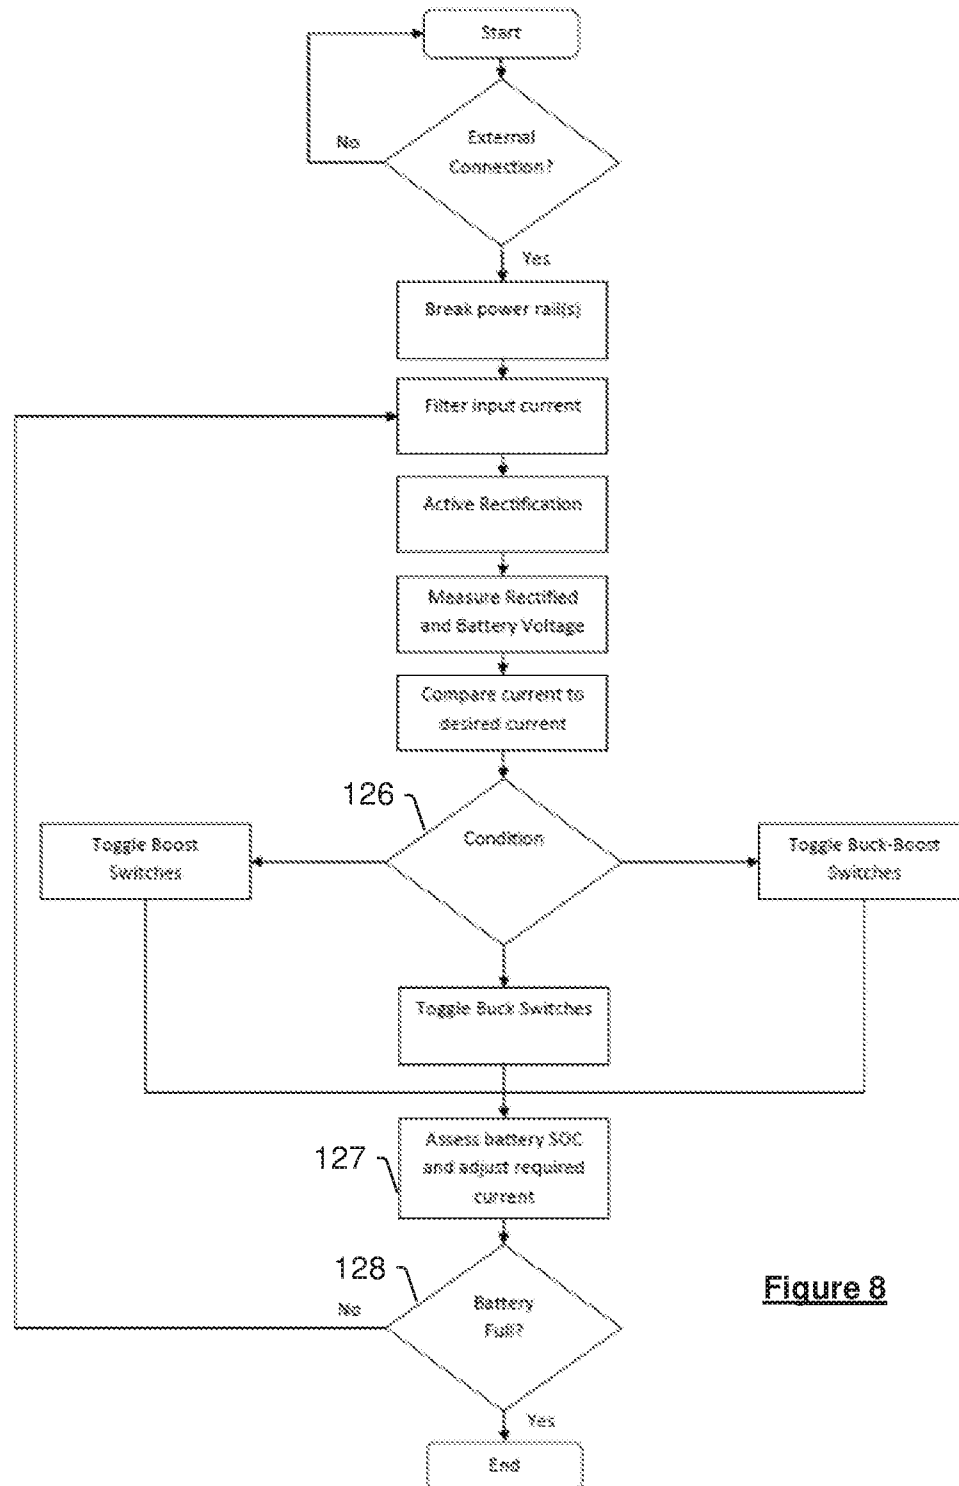 Start
No
External
Connection?
Yes
Break power rail(s)
Filter input current
Active Rectification
Measure Rectified
and Battery Voltage
Compare current to
desired current
126
Condition
Toggle Boost
Switches
Toggle Buck-Boost
Switches
Toggle Buck Switches
127
Assess battery SOC
and adjust required
current
128
No
Battery
Full?
Figure 8
Yes
End